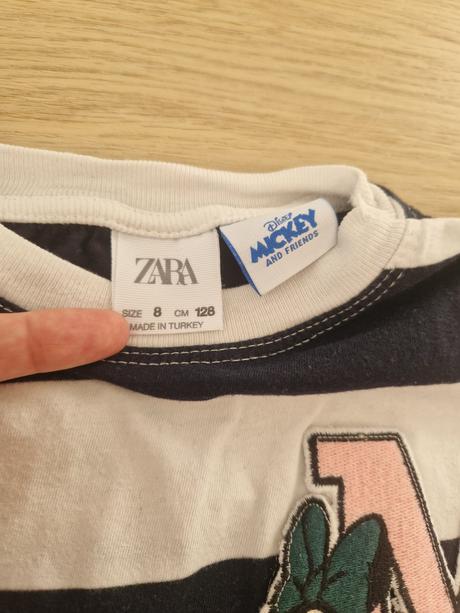 ZARA
SIZE 8 CM 128
MADE IN TURKEY
Disney
MICKEY
AND FRIENDS